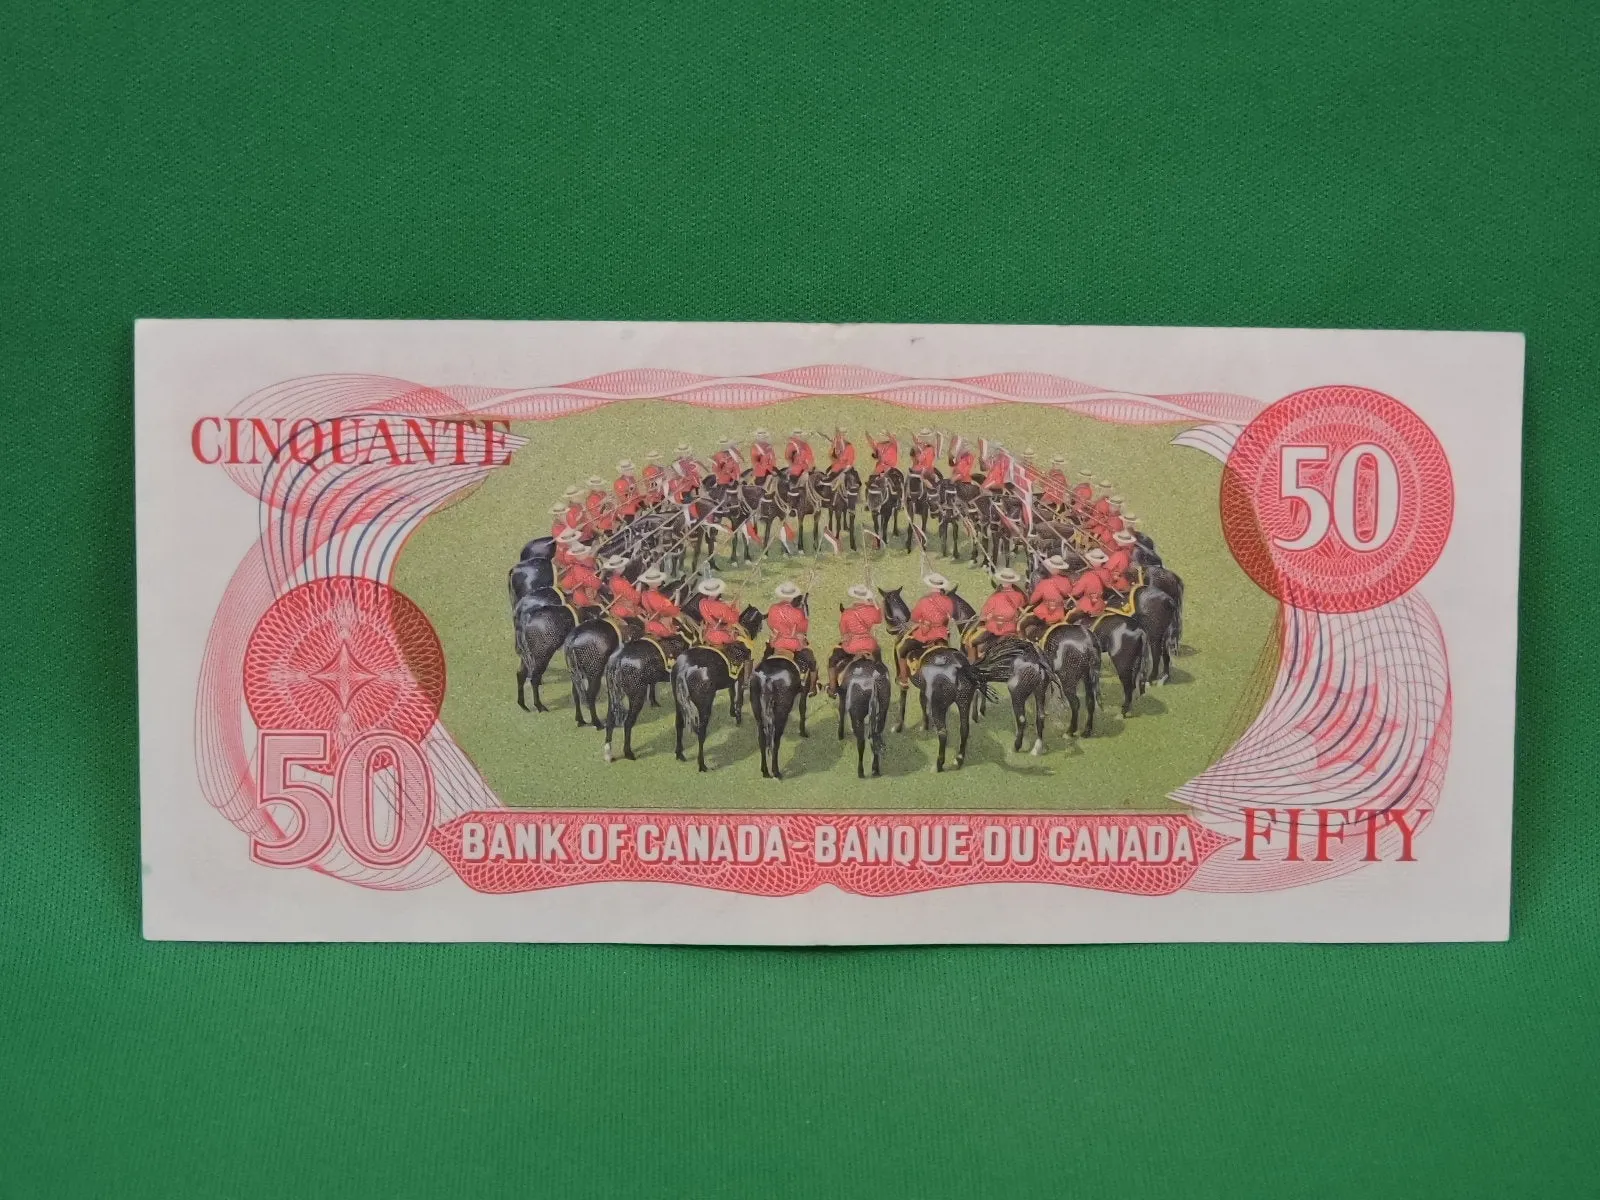 CINQUANTE
50
50
BANK OF CANADA - BANQUE DU CANADA
FIFTY